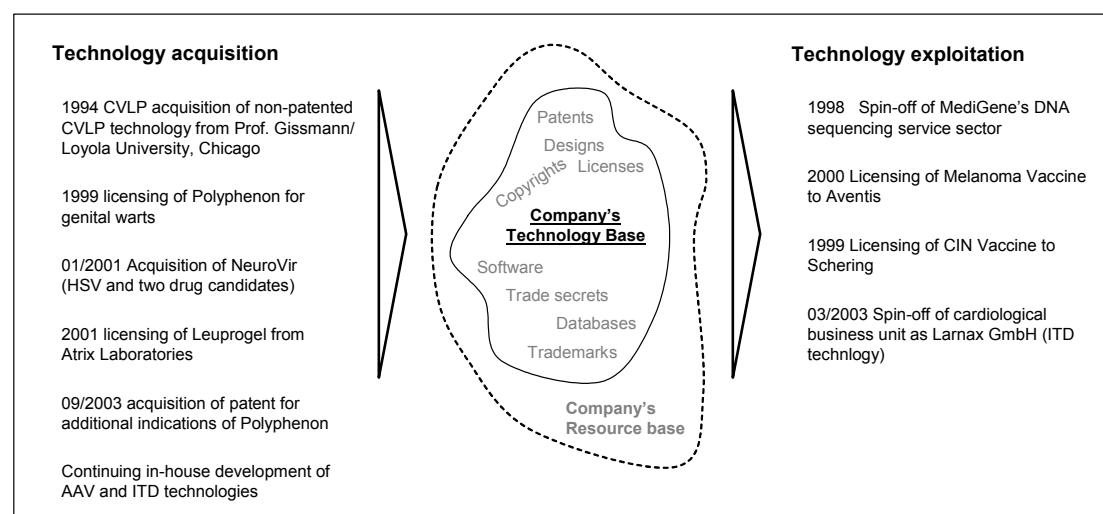 Technology acquisition
1994 CVLP acquisition of non-patented
CVLP technology from Prof. Gissmann/
Loyola University, Chicago
1999 licensing of Polyphenon for
genital warts
01/2001 Acquisition of NeuroVir
(HSV and two drug candidates)
2001 licensing of Leuprogel from
Atrix Laboratories
09/2003 acquisition of patent for
additional indications of Polyphenon
Continuing in-house development of
AAV and ITD technologies
Patents
Designs
Copyrights
Licenses
Company's
Technology Base
Software
Trade secrets
Databases
Trademarks
Company's
Resource base
Technology exploitation
1998 Spin-off of MediGene's DNA
sequencing service sector
2000 Licensing of Melanoma Vaccine
to Aventis
1999 Licensing of CIN Vaccine to
Schering
03/2003 Spin-off of cardiological
business unit as Larnax GmbH (ITD
technlogy)